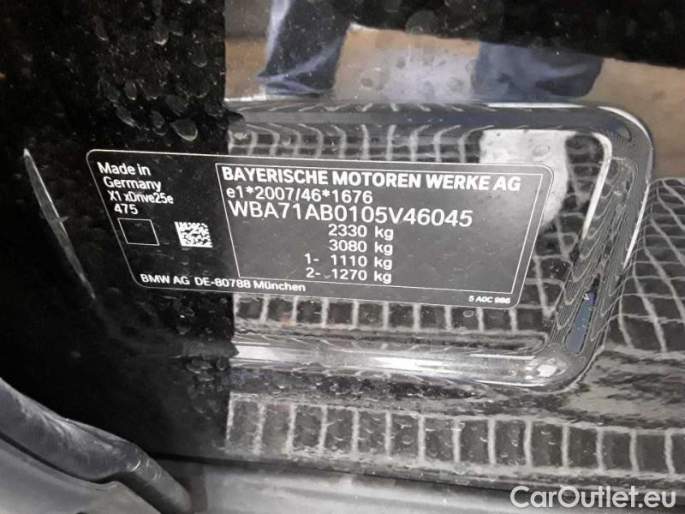 Made in
Germany
X1 xDrive25e
475
BAYERISCHE MOTOREN WERKE AG
e1*2007/46*1676
WBA71AB0105V46045
2330 kg
3080 kg
1- 1110 kg
2- 1270 kg
BMW AG DE-80788 München
5 A0C 986
CarOutlet.eu